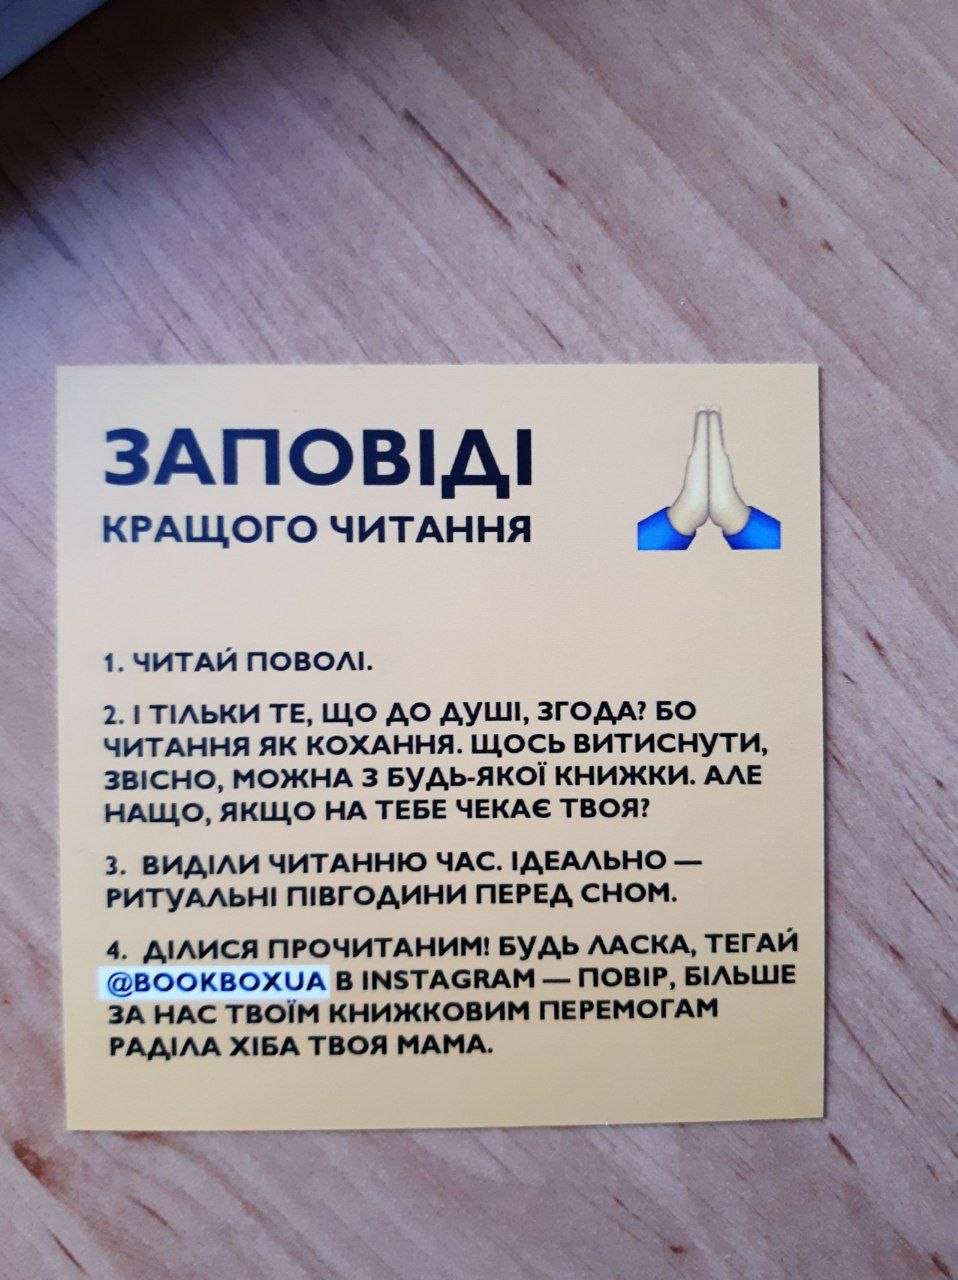 ЗАПОВІДІ
КРАЩОГО ЧИТАННЯ
1. ЧИТАЙ ПОВОЛІ.
2. І ТІЛЬКИ ТЕ, ЩО ДО ДУШІ, ЗГОДА? БО
ЧИТАННЯ ЯК КОХАННЯ. ЩОСЬ ВИТИСНУТИ,
ЗВІСНО, МОЖНА З БУДЬ-ЯКОЇ КНИЖКИ. АЛЕ
НАЩО, ЯКЩО НА ТЕБЕ ЧЕКАЄ ТВОЯ?
3. ВИДІЛИ ЧИТАННЮ ЧАС. ІДЕАЛЬНО —
РИТУАЛЬНІ ПІВГОДИНИ ПЕРЕД СНОМ.
4. ДІЛИСЯ ПРОЧИТАНИМ! БУДЬ ЛАСКА, ТЕГАЙ
@BOOKBOXUA В INSTAGRAM — ПОВІР, БІЛЬШЕ
ЗА НАС ТВОЇМ КНИЖКОВИМ ПЕРЕМОГАМ
РАДІЛА ХІБА ТВОЯ МАМА.